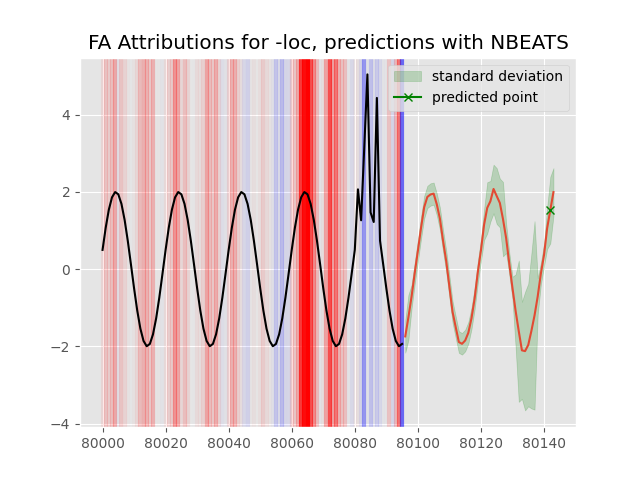 FA Attributions for -loc, predictions with NBEATS
standard deviation
predicted point
4
2
0
−2
−4
80000 80020 80040 80060 80080 80100 80120 80140